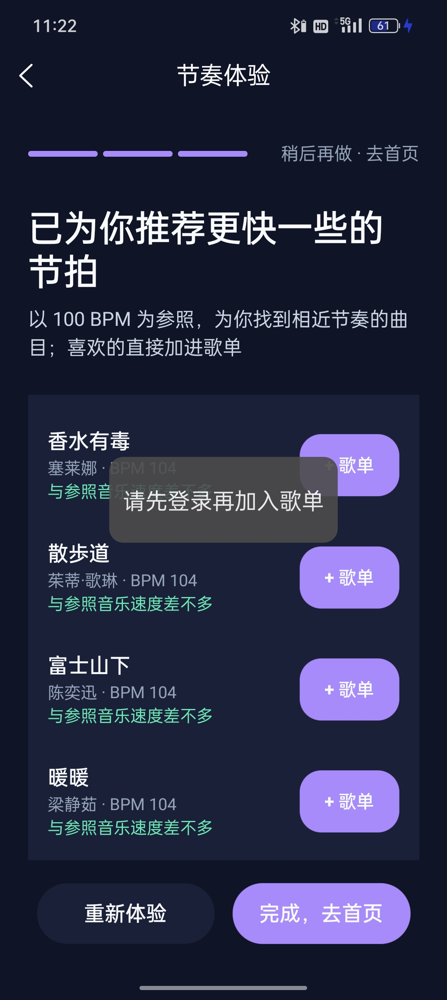 11:22
HD 5G 61
节奏体验
稍后再做 · 去首页
已为你推荐更快一些的
节拍
以 100 BPM 为参照，为你找到相近节奏的曲
目；喜欢的直接加进歌单
香水有毒
塞莱娜 · BPM 104
与参照音乐速度差不多
+ 歌单
请先登录再加入歌单
散歩道
茱蒂·歌琳 · BPM 104
与参照音乐速度差不多
+ 歌单
富士山下
陈奕迅 · BPM 104
与参照音乐速度差不多
+ 歌单
暖暖
梁静茹 · BPM 104
与参照音乐速度差不多
+ 歌单
重新体验
完成，去首页